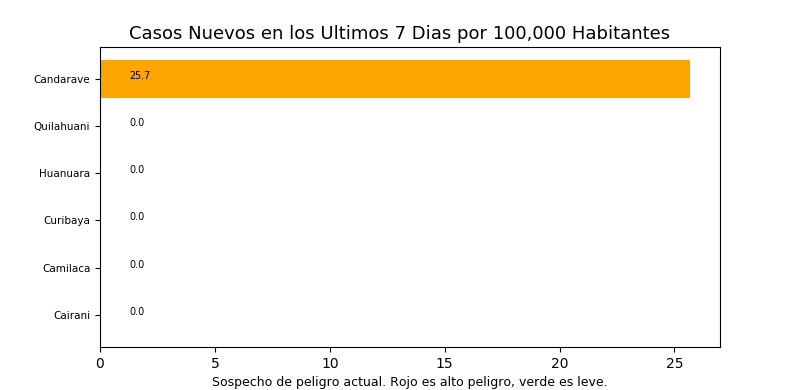 Casos Nuevos en los Ultimos 7 Dias por 100,000 Habitantes
Candarave 25.7
Quilahuani 0.0
Huanuara 0.0
Curibaya 0.0
Camilaca 0.0
Cairani 0.0
0 5 10 15 20 25
Sospecho de peligro actual. Rojo es alto peligro, verde es leve.